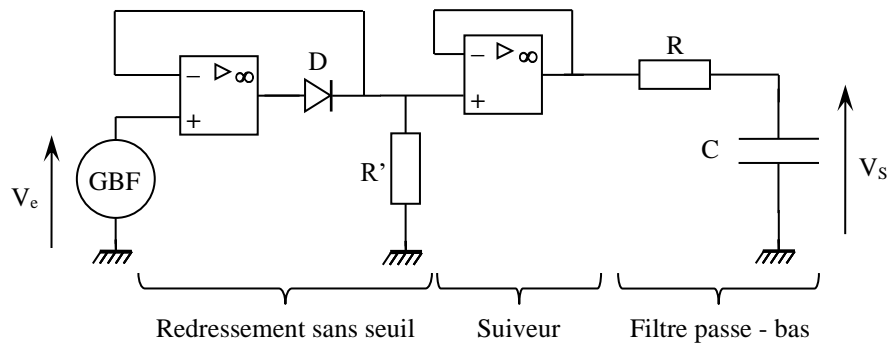 D
R
− ▷ ∞
+
− ▷ ∞
+
GBF
V_e
R’
C
V_S
Redressement sans seuil
Suiveur
Filtre passe - bas